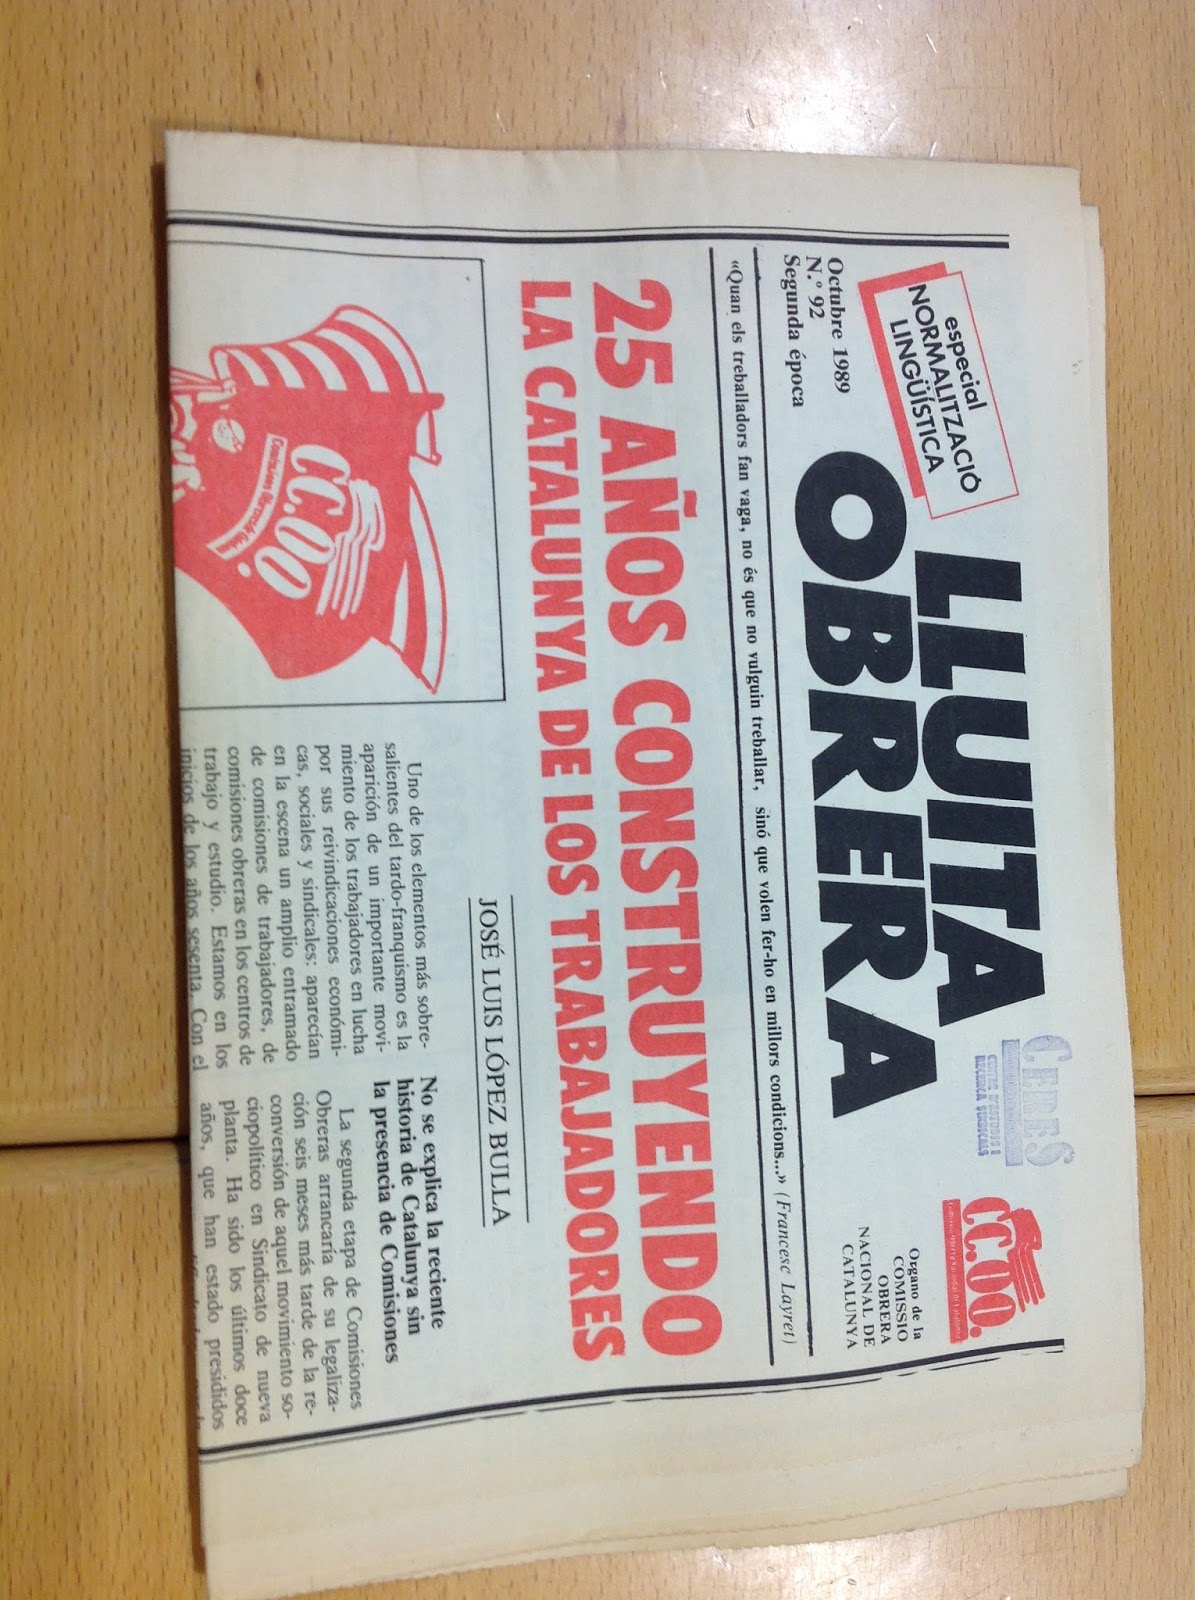 especial
NORMALITZACIÓ
LINGÜÍSTICA
LLUITA
OBRERA
CERES
CENTRE D'ESTUDIS I
RECERCA SINDICALS
CC.OO.
Organo de la
COMISSIO
OBRERA
NACIONAL DE
CATALUNYA
Octubre 1989
N.º 92
Segunda época
«Quan els treballadors fan vaga, no és que no vulguin treballar, sinó que volen fer-ho en millors condicions...» (Francesc Layret)
25 AÑOS CONSTRUYENDO
LA CATALUNYA DE LOS TRABAJADORES
JOSÉ LUIS LÓPEZ BULLA
CC.OO.
Uno de los elementos más sobre-
salientes del tardo-franquismo es la
aparición de un importante movi-
miento de los trabajadores en lucha
por sus reivindicaciones económi-
cas, sociales y sindicales: aparecían
en la escena un amplio entramado
de comisiones de trabajadores, de
comisiones obreras en los centros de
trabajo y estudio. Estamos en los
inicios de los años sesenta. Con el
No se explica la reciente
historia de Catalunya sin
la presencia de Comisiones
La segunda etapa de Comisiones
Obreras arrancaría de su legaliza-
ción seis meses más tarde de la re-
conversión de aquel movimiento so-
ciopolítico en Sindicato de nueva
planta. Ha sido los últimos doce
años, que han estado presididos